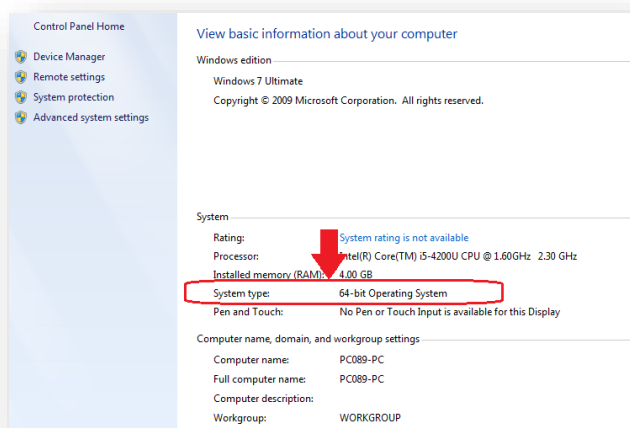 Control Panel Home
Device Manager
Remote settings
System protection
Advanced system settings
View basic information about your computer
Windows edition
Windows 7 Ultimate
Copyright © 2009 Microsoft Corporation. All rights reserved.
System
Rating: System rating is not available
Processor: Intel(R) Core(TM) i5-4200U CPU @ 1.60GHz 2.30 GHz
Installed memory (RAM): 4.00 GB
System type: 64-bit Operating System
Pen and Touch: No Pen or Touch Input is available for this Display
Computer name, domain, and workgroup settings
Computer name: PC089-PC
Full computer name: PC089-PC
Computer description:
Workgroup: WORKGROUP